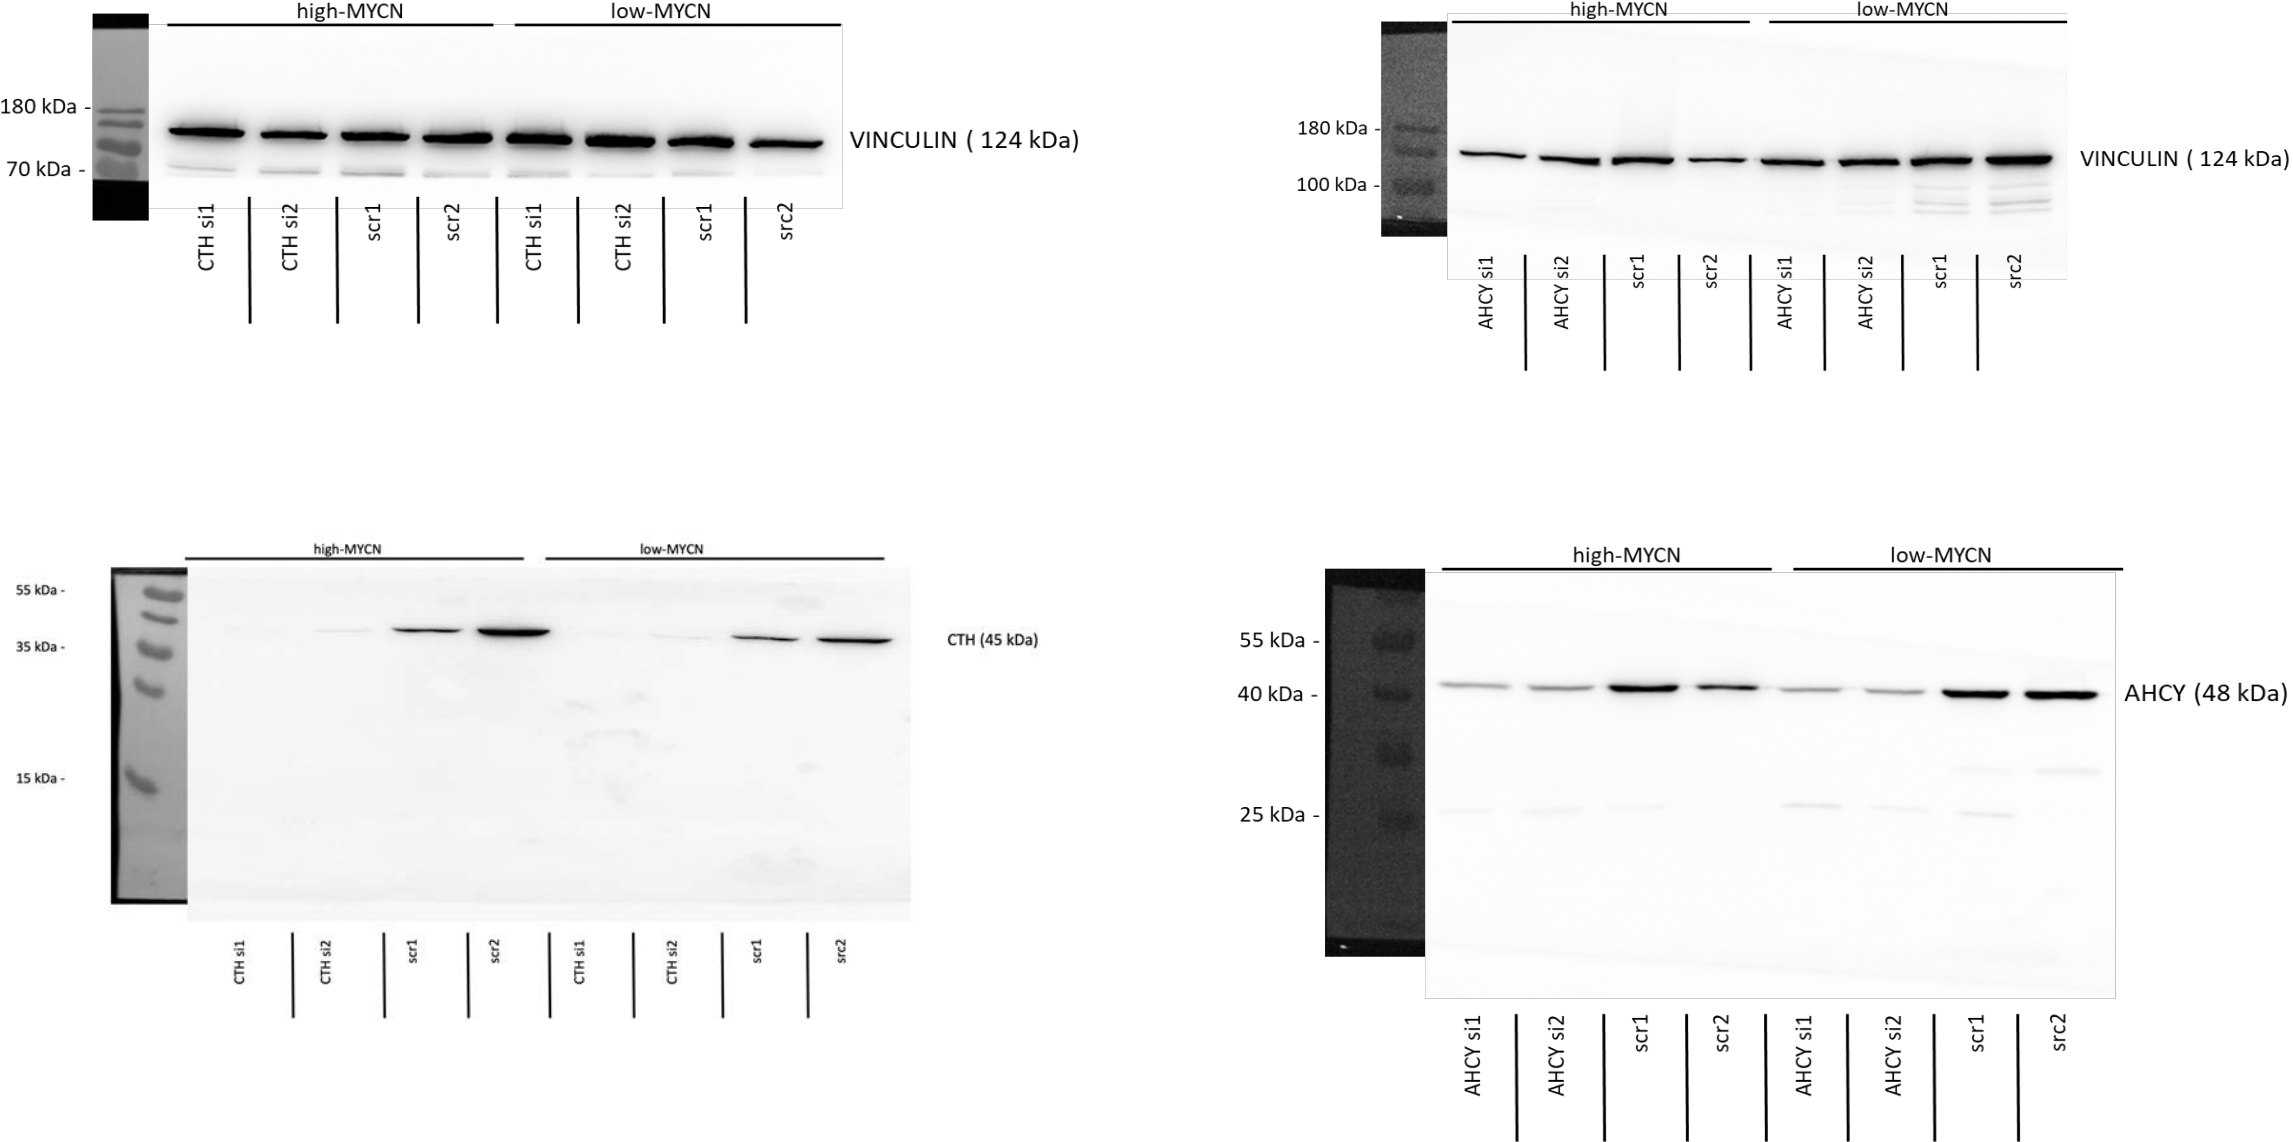 high-MYCN low-MYCN
180 kDa -
70 kDa -
VINCULIN ( 124 kDa)
CTH si1
CTH si2
scr1
scr2
CTH si1
CTH si2
scr1
src2
high-MYCN low-MYCN
180 kDa -
100 kDa -
VINCULIN ( 124 kDa)
AHCY si1
AHCY si2
scr1
scr2
AHCY si1
AHCY si2
scr1
src2
high-MYCN low-MYCN
55 kDa -
35 kDa -
15 kDa -
CTH (45 kDa)
CTH si1
CTH si2
scr1
scr2
CTH si1
CTH si2
scr1
src2
high-MYCN low-MYCN
55 kDa -
40 kDa -
25 kDa -
AHCY (48 kDa)
AHCY si1
AHCY si2
scr1
scr2
AHCY si1
AHCY si2
scr1
src2